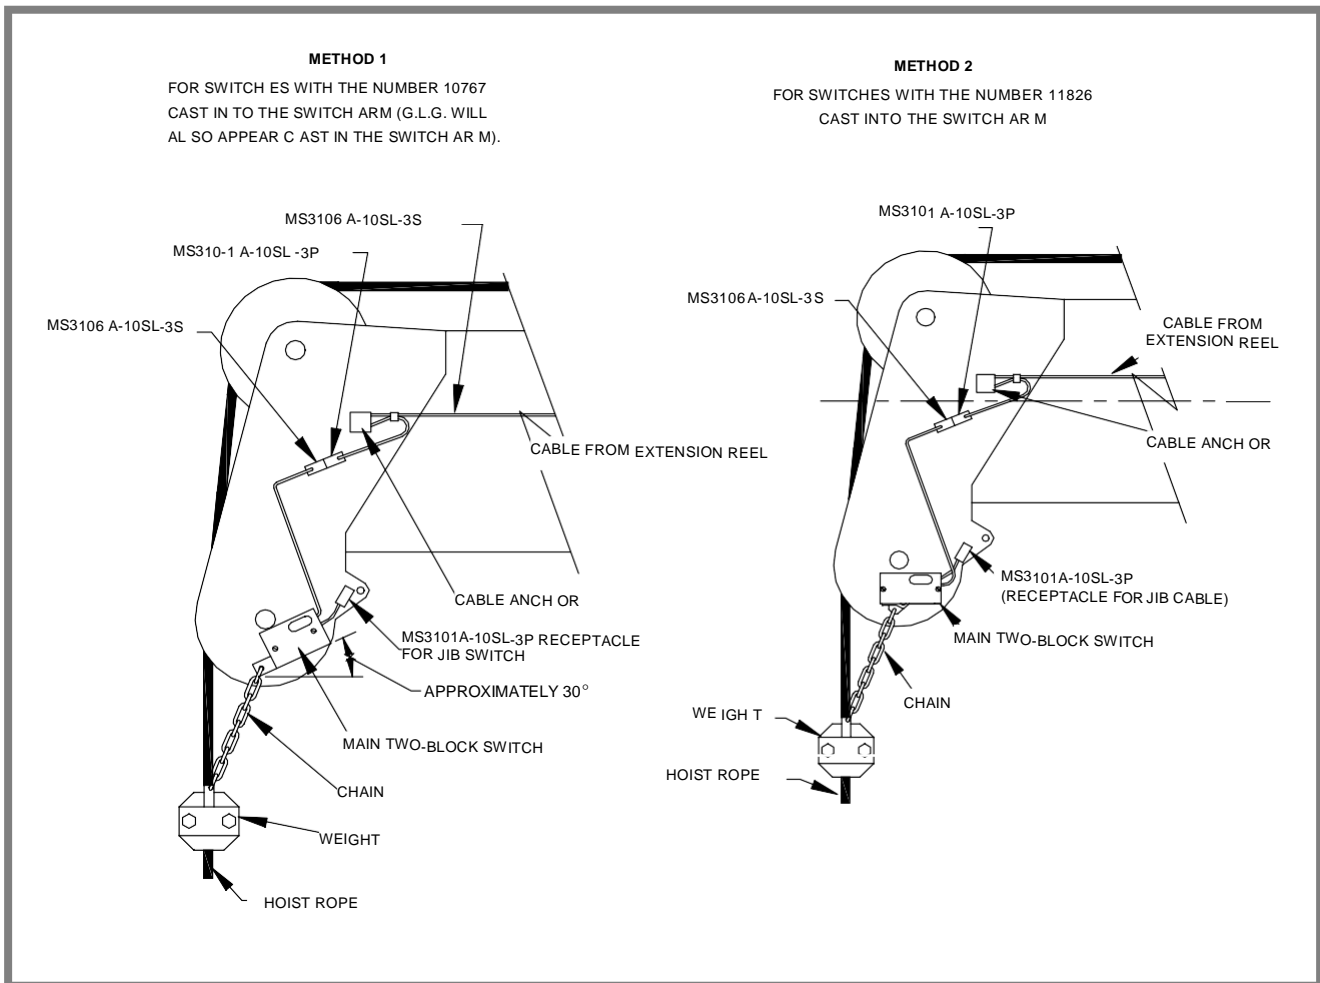 METHOD 1
FOR SWITCH ES WITH THE NUMBER 10767
CAST IN TO THE SWITCH ARM (G.L.G. WILL
AL SO APPEAR C AST IN THE SWITCH AR M).
MS3106 A-10SL-3S
MS310-1 A-10SL -3P
MS3106 A-10SL-3S
CABLE FROM EXTENSION REEL
CABLE ANCH OR
MS3101A-10SL-3P RECEPTACLE
FOR JIB SWITCH
APPROXIMATELY 30°
MAIN TWO-BLOCK SWITCH
CHAIN
WEIGHT
HOIST ROPE
METHOD 2
FOR SWITCHES WITH THE NUMBER 11826
CAST INTO THE SWITCH AR M
MS3101 A-10SL-3P
MS3106 A-10SL-3S
CABLE FROM
EXTENSION REEL
CABLE ANCH OR
MS3101A-10SL-3P
(RECEPTACLE FOR JIB CABLE)
MAIN TWO-BLOCK SWITCH
CHAIN
WE IGH T
HOIST ROPE